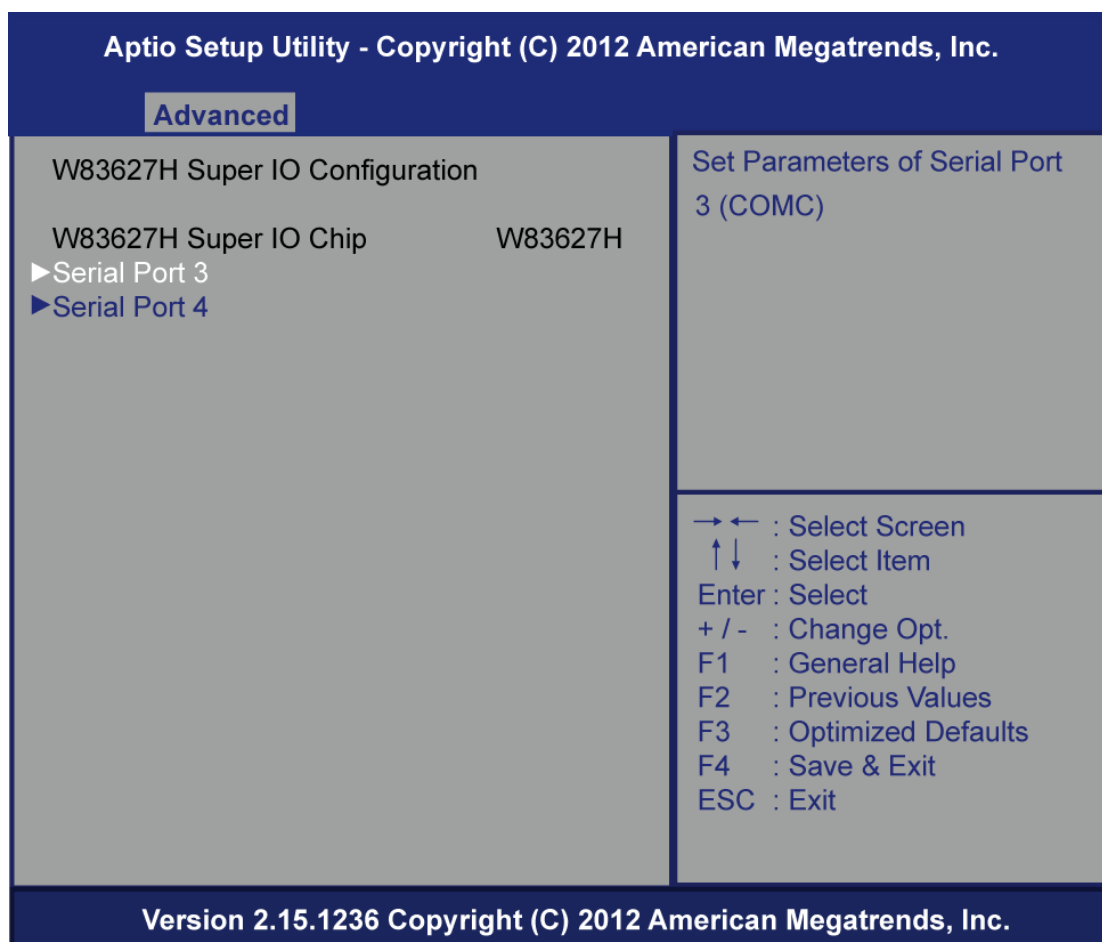 Aptio Setup Utility - Copyright (C) 2012 American Megatrends, Inc.
Advanced
W83627H Super IO Configuration
W83627H Super IO Chip W83627H
►Serial Port 3
►Serial Port 4
Set Parameters of Serial Port
3 (COMC)
→← : Select Screen
↑↓ : Select Item
Enter : Select
+ / - : Change Opt.
F1 : General Help
F2 : Previous Values
F3 : Optimized Defaults
F4 : Save & Exit
ESC : Exit
Version 2.15.1236 Copyright (C) 2012 American Megatrends, Inc.